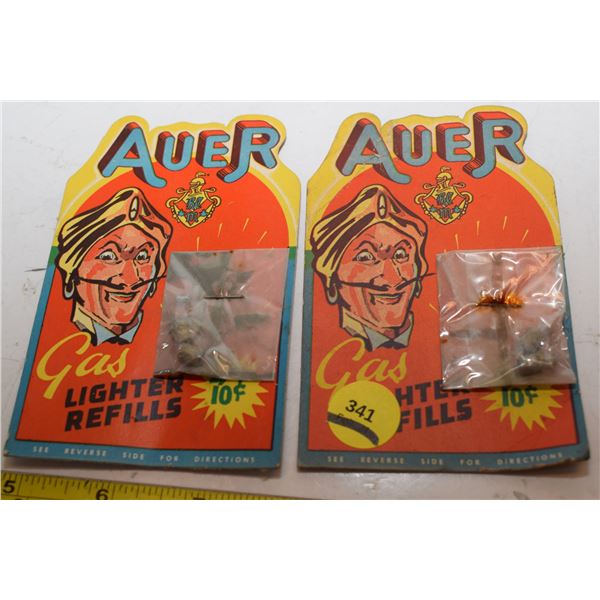 AUER
Gas
LIGHTER
REFILLS
10¢
SEE REVERSE SIDE FOR DIRECTIONS
AUER
Gas
341
HTER
FILLS
10¢
SEE REVERSE SIDE FOR DIRECTIONS
5 6